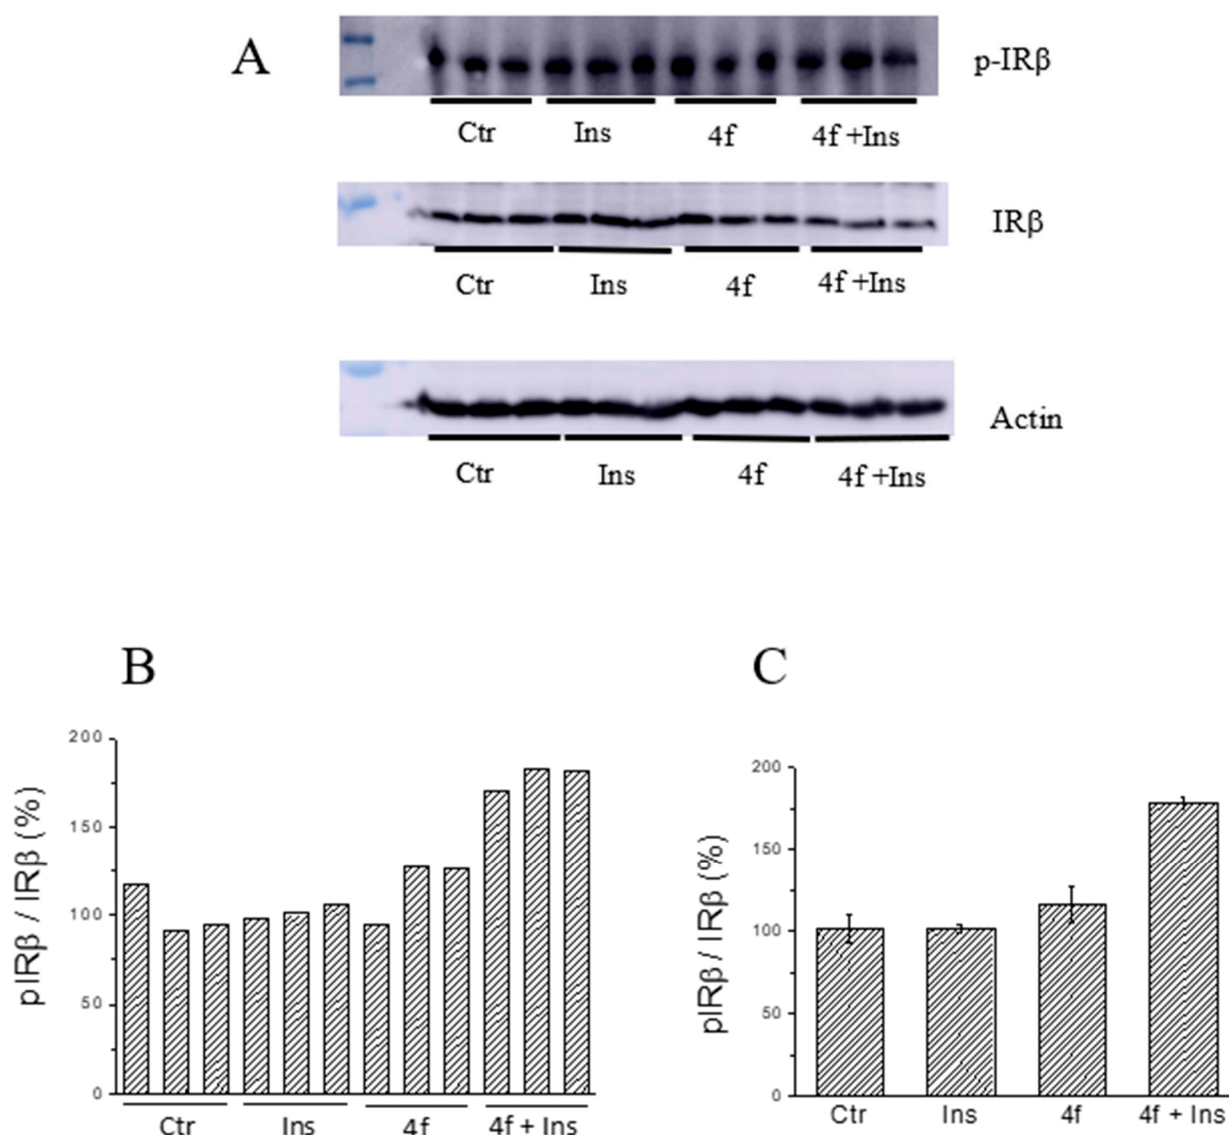 A
p-IRβ
Ctr Ins 4f 4f +Ins
IRβ
Ctr Ins 4f 4f +Ins
Actin
Ctr Ins 4f 4f +Ins
B
pIRβ / IRβ (%)
200
150
100
50
0
Ctr Ins 4f 4f + Ins
C
pIRβ / IRβ (%)
200
150
100
50
0
Ctr Ins 4f 4f + Ins